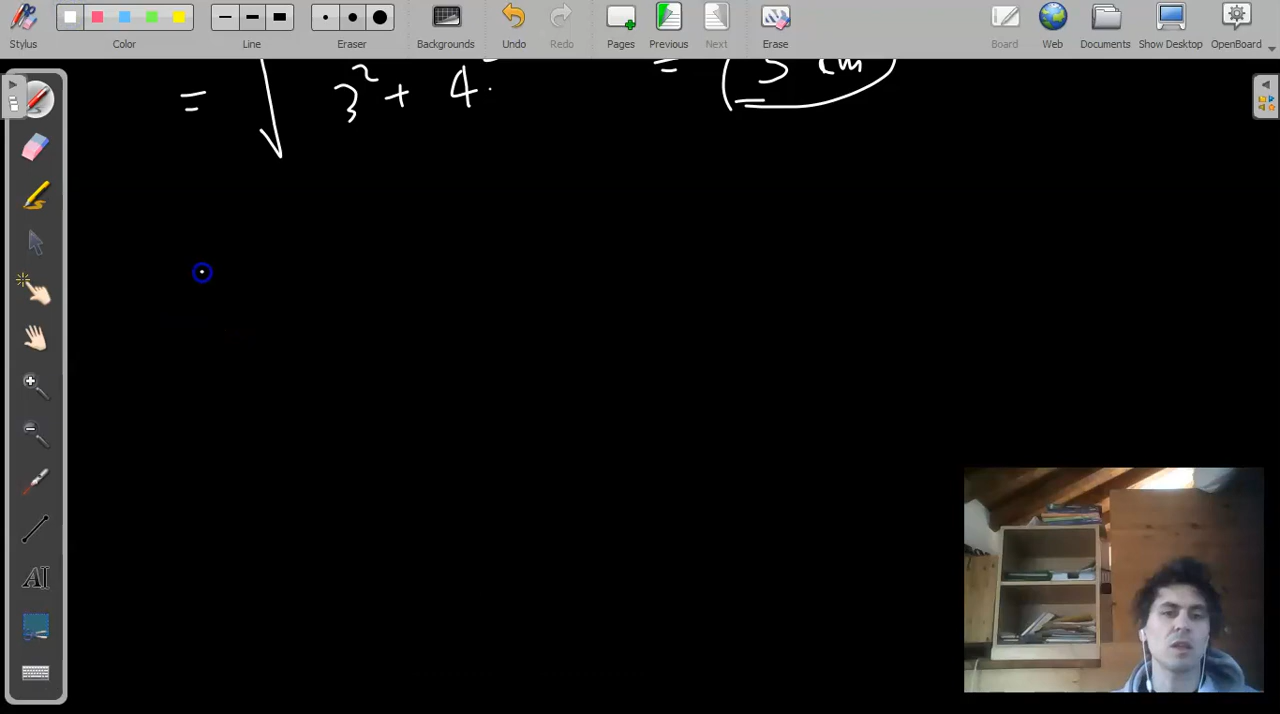 Stylus Color Line Eraser Backgrounds Undo Redo Pages Previous Next Erase Board Web Documents Show Desktop OpenBoard
= √ 3² + 4² = 5 cm
AI